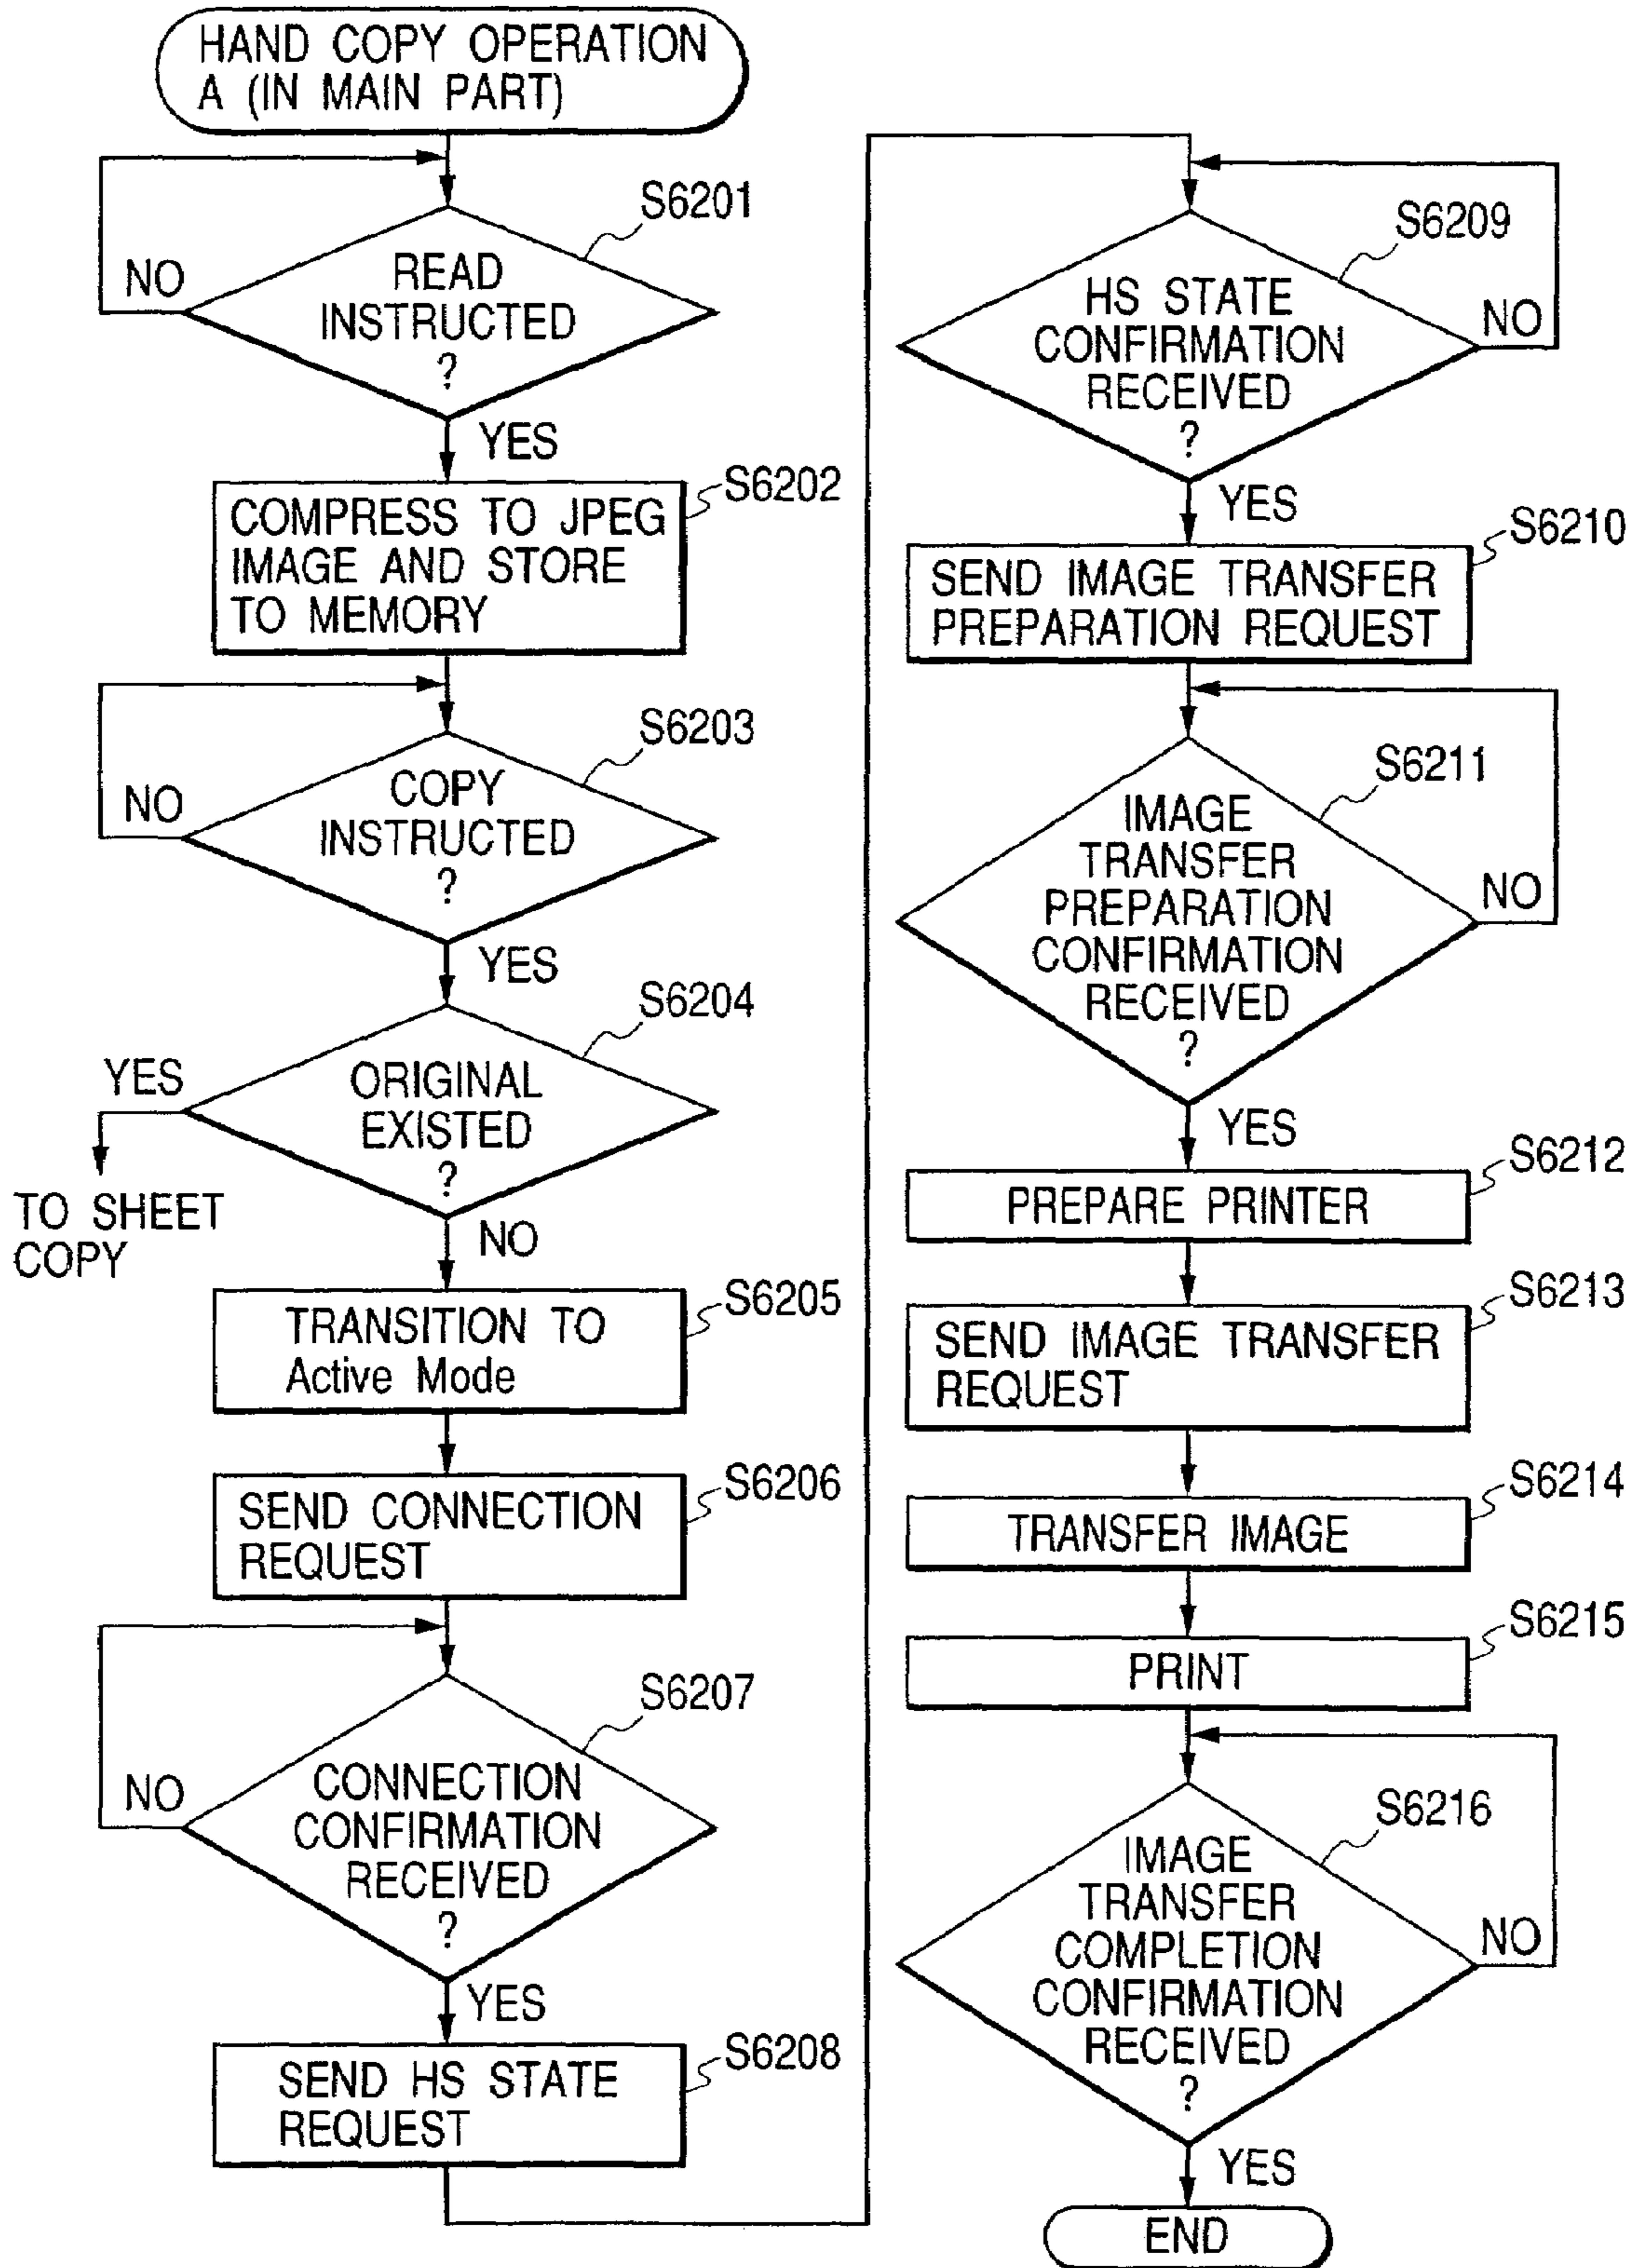 HAND COPY OPERATION
A (IN MAIN PART)
S6201
READ
INSTRUCTED
?
NO
YES
S6202
COMPRESS TO JPEG
IMAGE AND STORE
TO MEMORY
S6203
COPY
INSTRUCTED
?
NO
YES
S6204
ORIGINAL
EXISTED
?
YES
TO SHEET
COPY
NO
S6205
TRANSITION TO
Active Mode
S6206
SEND CONNECTION
REQUEST
S6207
CONNECTION
CONFIRMATION
RECEIVED
?
NO
YES
S6208
SEND HS STATE
REQUEST
S6209
HS STATE
CONFIRMATION
RECEIVED
?
NO
YES
S6210
SEND IMAGE TRANSFER
PREPARATION REQUEST
S6211
IMAGE
TRANSFER
PREPARATION
CONFIRMATION
RECEIVED
?
NO
YES
S6212
PREPARE PRINTER
S6213
SEND IMAGE TRANSFER
REQUEST
S6214
TRANSFER IMAGE
S6215
PRINT
S6216
IMAGE
TRANSFER
COMPLETION
CONFIRMATION
RECEIVED
?
NO
YES
END